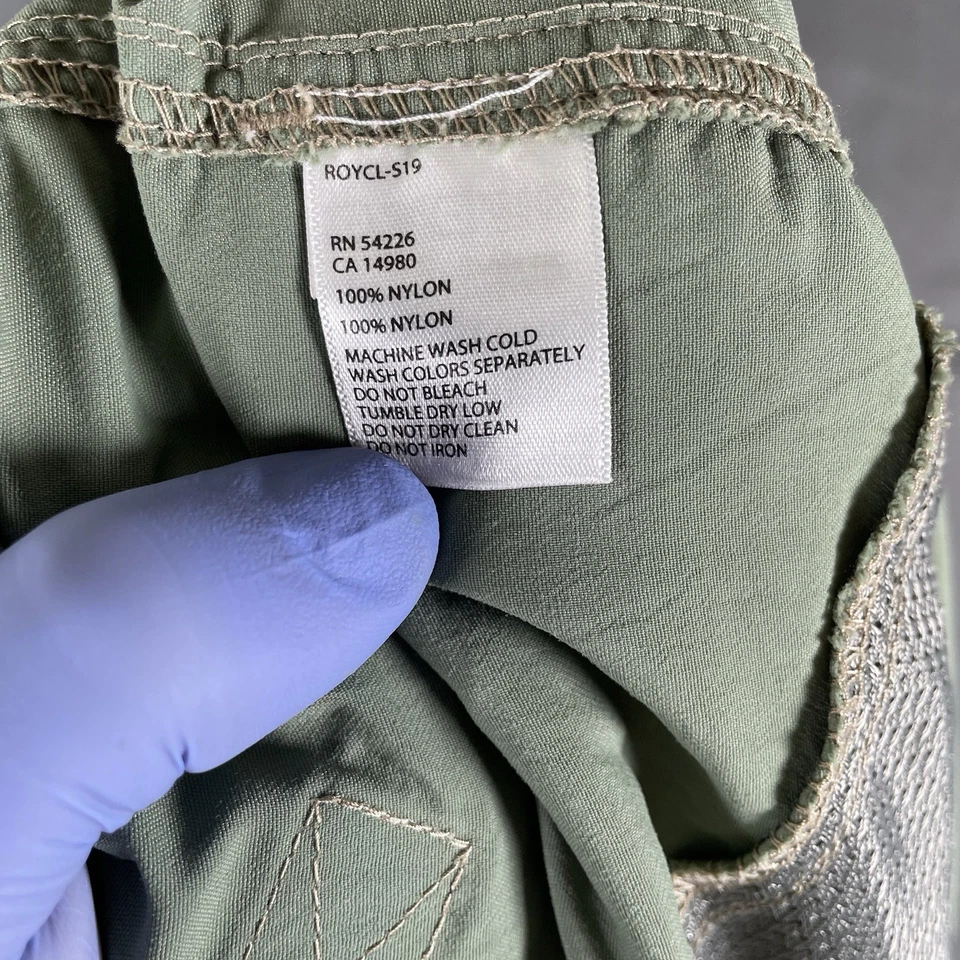 ROYCL-S19
RN 54226
CA 14980
100% NYLON
100% NYLON
MACHINE WASH COLD
WASH COLORS SEPARATELY
DO NOT BLEACH
TUMBLE DRY LOW
DO NOT DRY CLEAN
DO NOT IRON